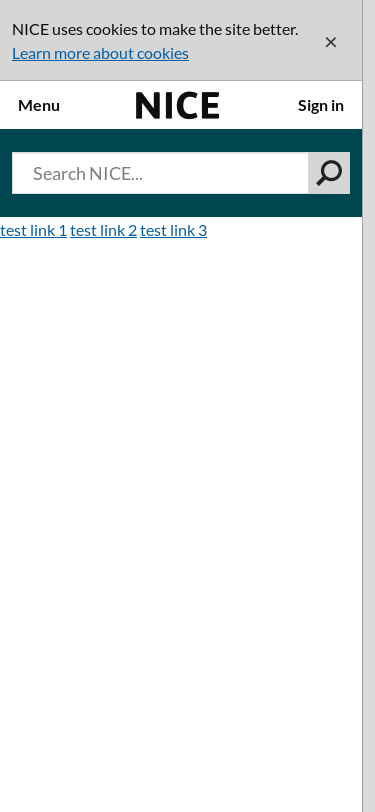 NICE uses cookies to make the site better.
Learn more about cookies
×
Menu NICE Sign in
Search NICE...
test link 1 test link 2 test link 3